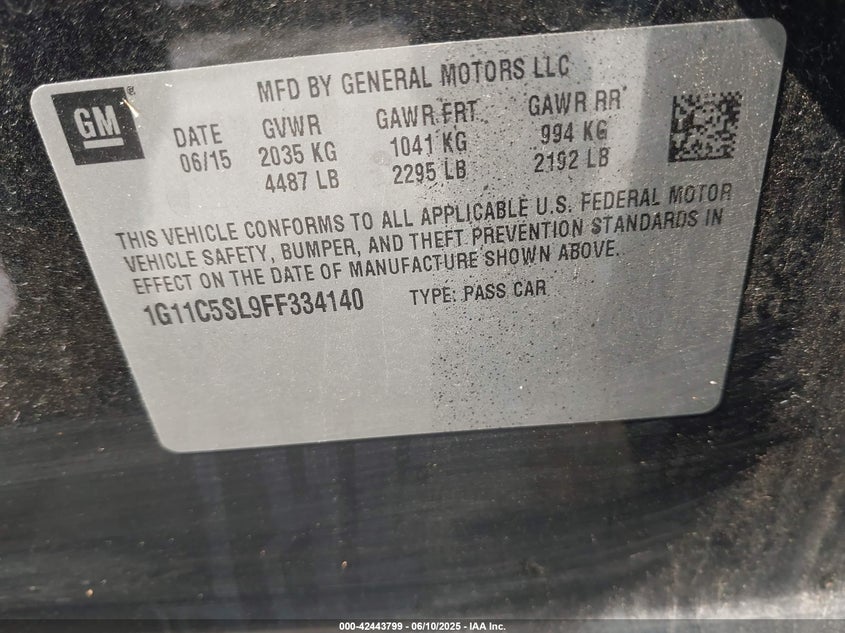 MFD BY GENERAL MOTORS LLC
GM
DATE GVWR GAWR FRT GAWR RR
06/15 2035 KG 1041 KG 994 KG
4487 LB 2295 LB 2192 LB
THIS VEHICLE CONFORMS TO ALL APPLICABLE U.S. FEDERAL MOTOR
VEHICLE SAFETY, BUMPER, AND THEFT PREVENTION STANDARDS IN
EFFECT ON THE DATE OF MANUFACTURE SHOWN ABOVE.
1G11C5SL9FF334140 TYPE: PASS CAR
000-42443799 - 06/10/2025 - IAA Inc.